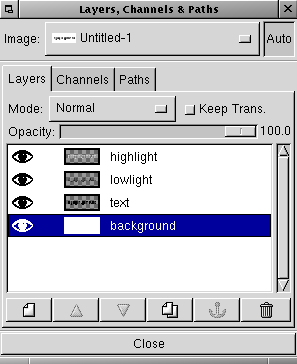 Layers, Channels & Paths
Image: Untitled-1 Auto
Layers Channels Paths
Mode: Normal Keep Trans.
Opacity: 100.0
highlight
lowlight
text
background
Close